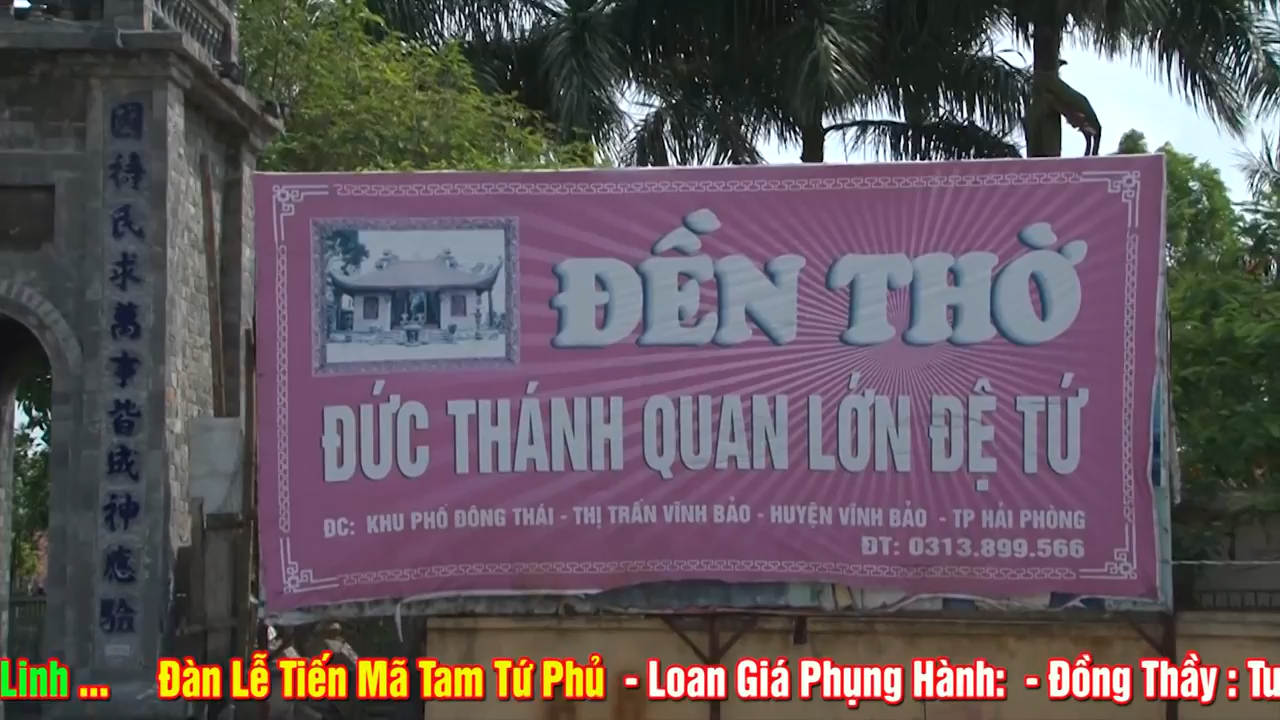 國禱民求萬事皆成神應驗
ĐỀN THỜ
ĐỨC THÁNH QUAN LỚN ĐỆ TỨ
ĐC: KHU PHỐ ĐÔNG THÁI - THỊ TRẤN VĨNH BẢO - HUYỆN VĨNH BẢO - TP HẢI PHÒNG
ĐT: 0313.899.566
Linh ... Đàn Lễ Tiến Mã Tam Tứ Phủ - Loan Giá Phụng Hành: - Đồng Thầy : Tu